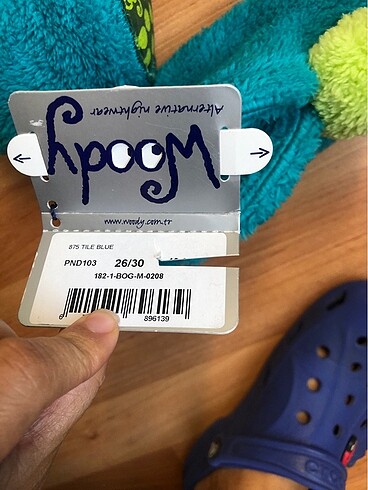 Woody
Alternative nightwear
www.woody.com.tr
875 TILE BLUE
PND103 26/30
182-1-BOG-M-0208
896139